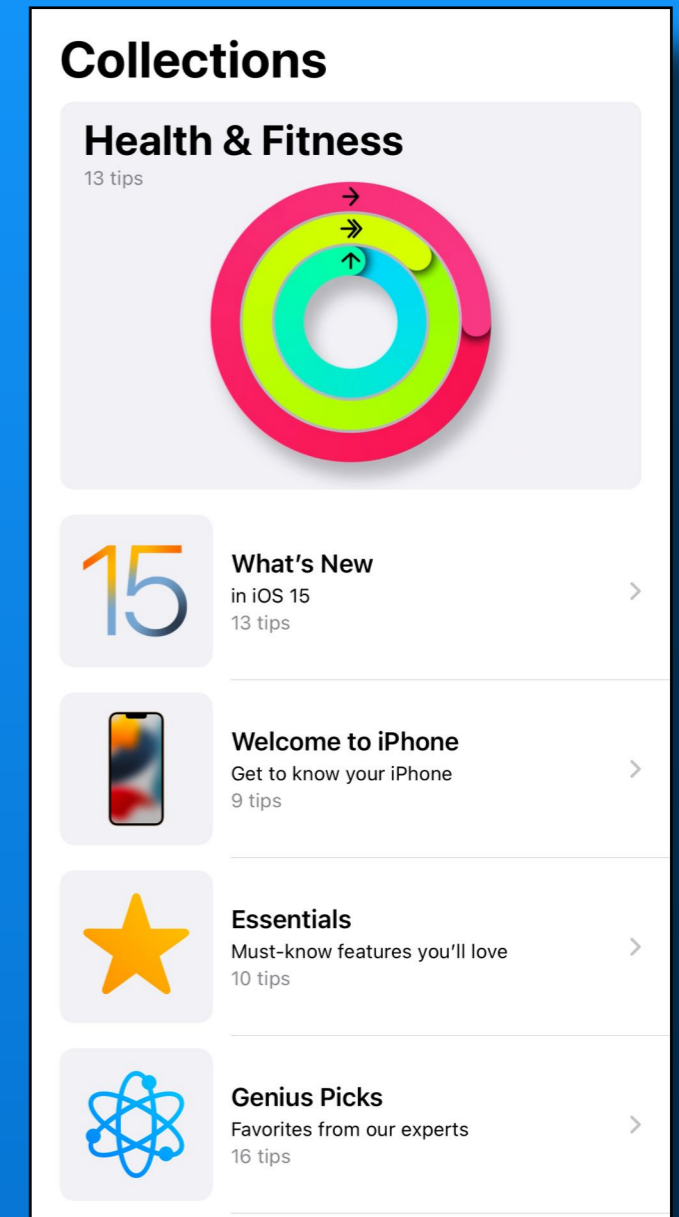 Collections
Health & Fitness
13 tips
15
What's New
in iOS 15
13 tips
Welcome to iPhone
Get to know your iPhone
9 tips
Essentials
Must-know features you'll love
10 tips
Genius Picks
Favorites from our experts
16 tips